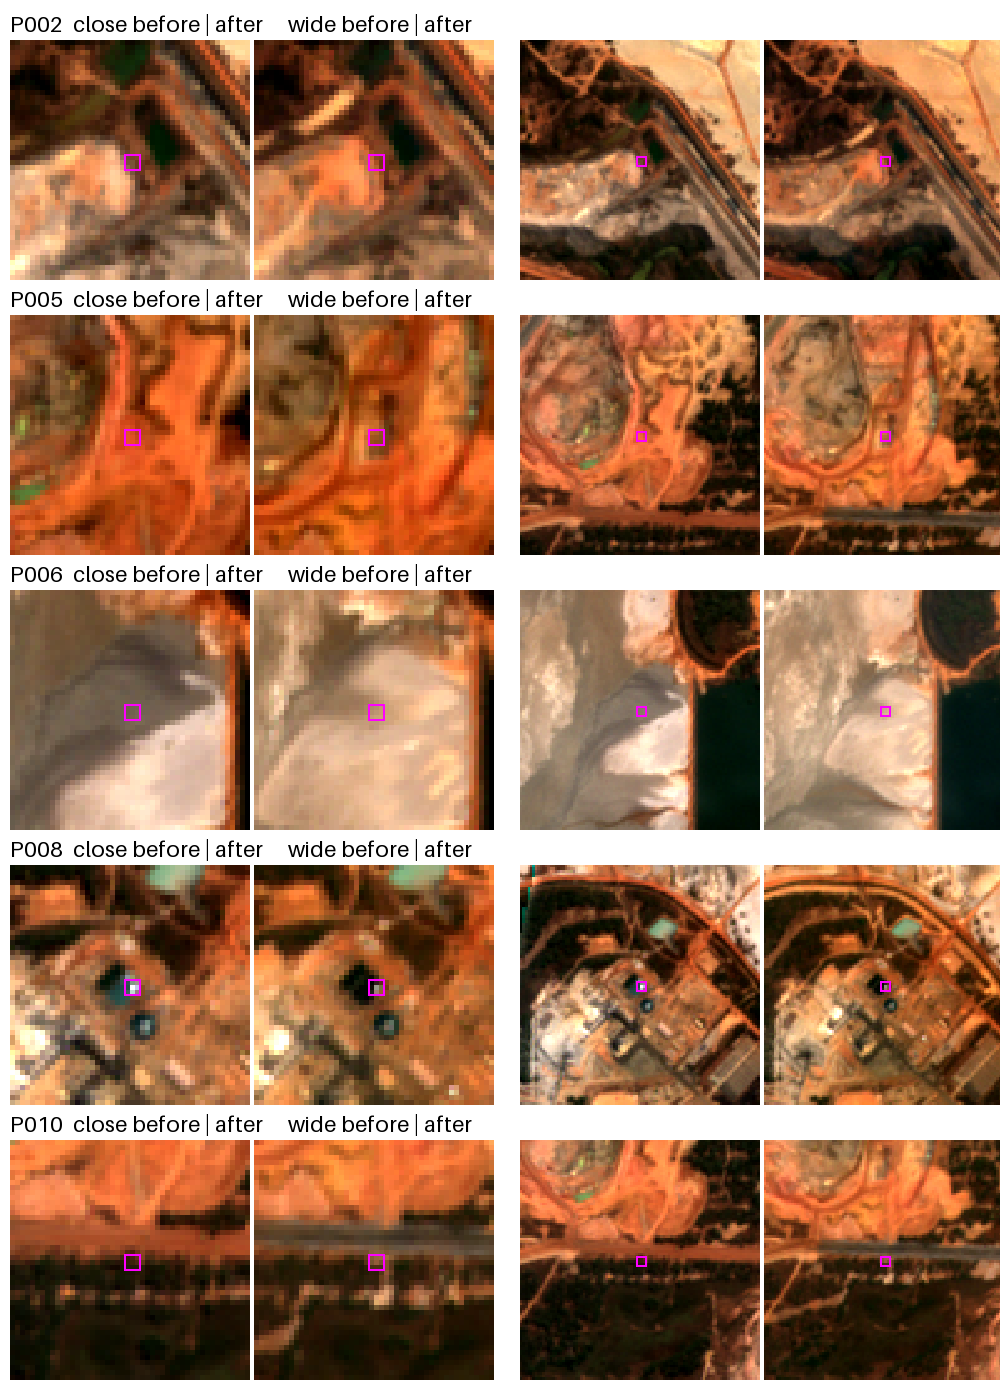 P002 close before | after wide before | after
P005 close before | after wide before | after
P006 close before | after wide before | after
P008 close before | after wide before | after
P010 close before | after wide before | after